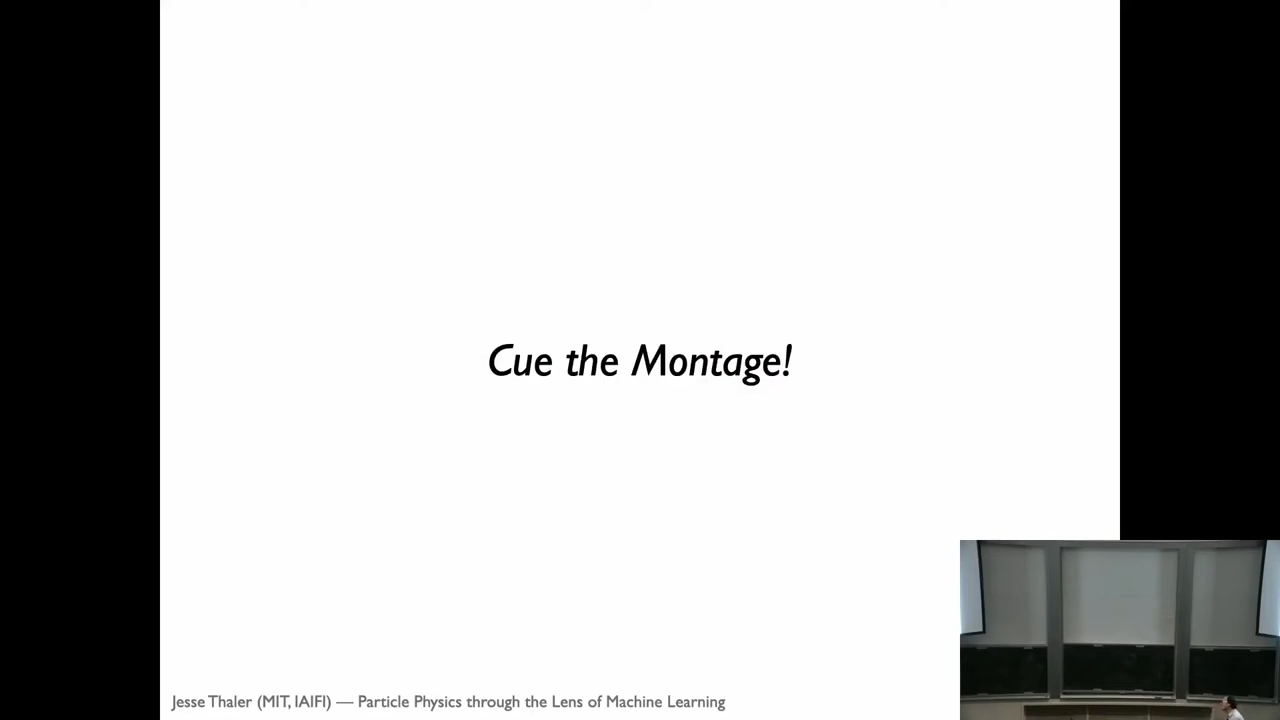 Cue the Montage!
Jesse Thaler (MIT, IAIFI) — Particle Physics through the Lens of Machine Learning